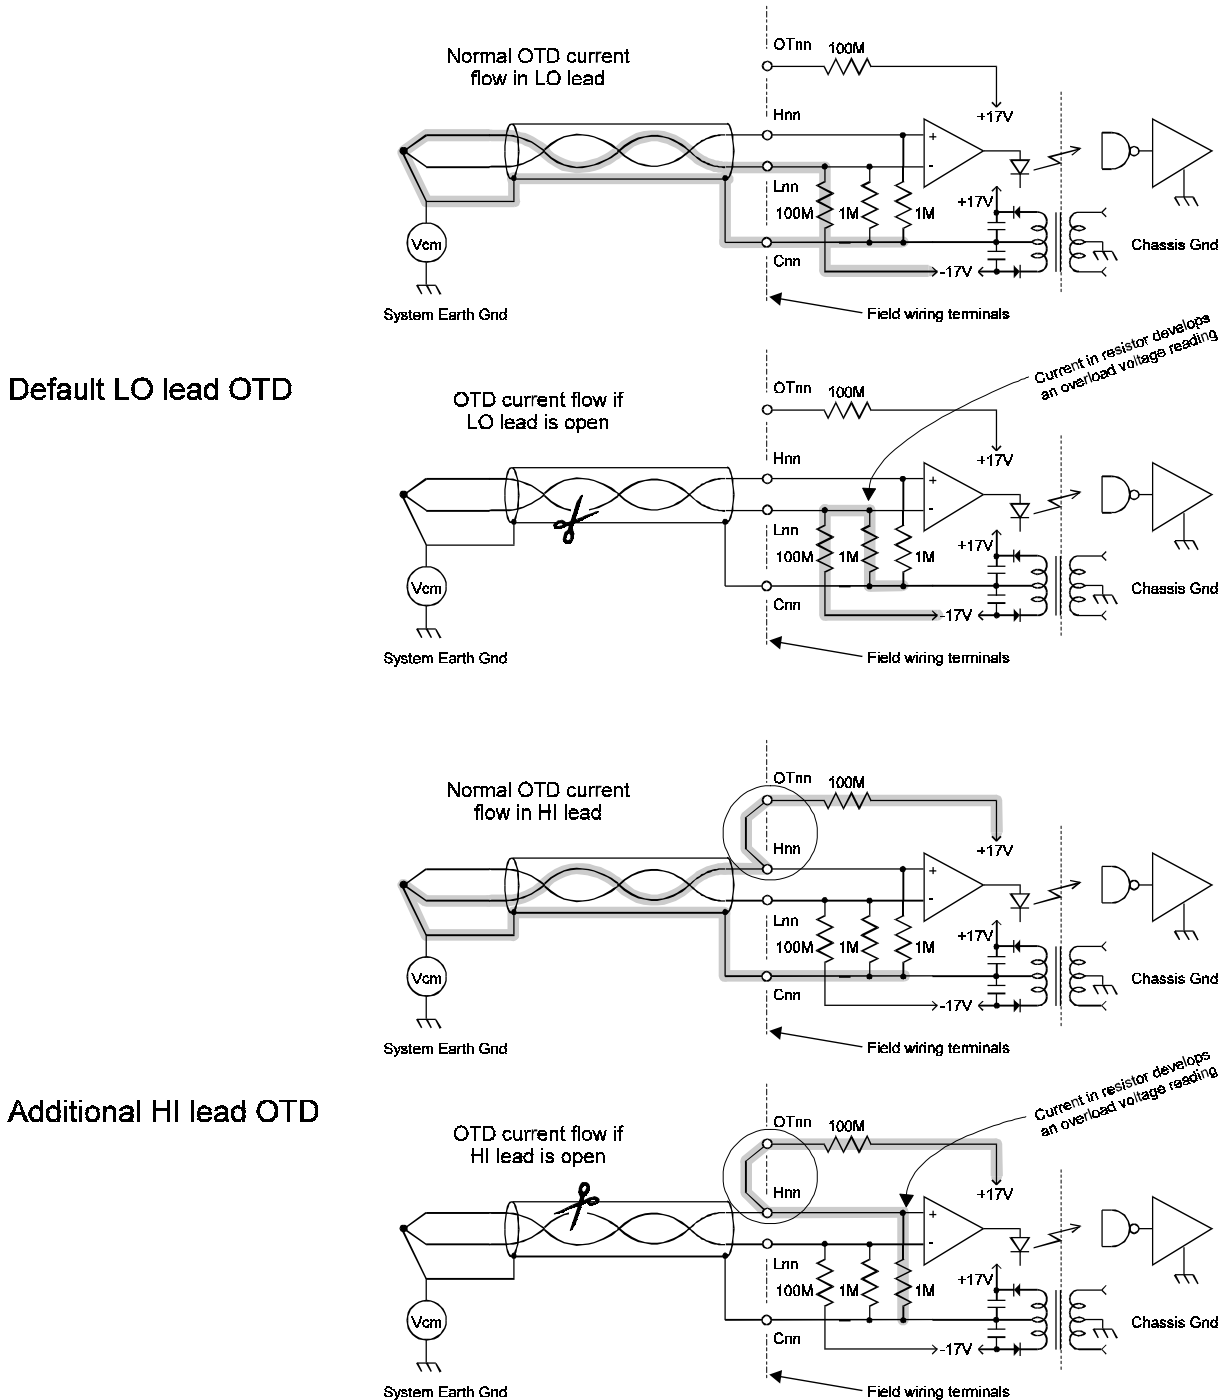 Normal OTD current
flow in LO lead
OTnn
100M
+17V
Hnn
+
-
Lnn
100M
1M
1M
+17V
Cnn
-17V
Vcm
Chassis Gnd
System Earth Gnd
Field wiring terminals
Default LO lead OTD
OTD current flow if
LO lead is open
Current in resistor develops
an overload voltage reading
OTnn
100M
+17V
Hnn
+
-
Lnn
100M
1M
1M
+17V
Cnn
-17V
Vcm
Chassis Gnd
System Earth Gnd
Field wiring terminals
Normal OTD current
flow in HI lead
OTnn
100M
+17V
Hnn
+
-
Lnn
100M
1M
1M
+17V
Cnn
-17V
Vcm
Chassis Gnd
System Earth Gnd
Field wiring terminals
Additional HI lead OTD
OTD current flow if
HI lead is open
Current in resistor develops
an overload voltage reading
OTnn
100M
+17V
Hnn
+
-
Lnn
100M
1M
1M
+17V
Cnn
-17V
Vcm
Chassis Gnd
System Earth Gnd
Field wiring terminals